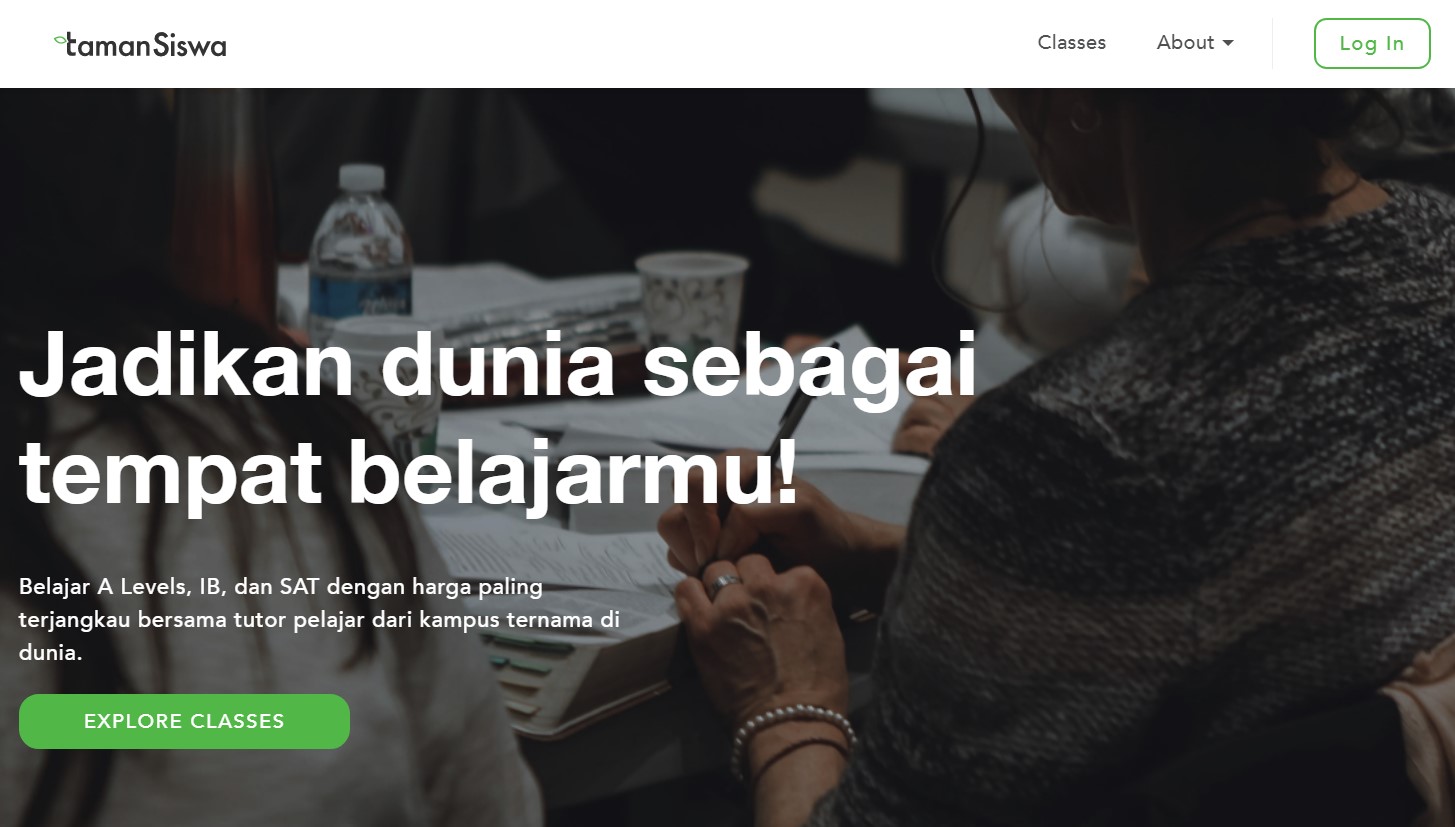 tamanSiswa
Classes
About
Log In
Jadikan dunia sebagai
tempat belajarmu!
Belajar A Levels, IB, dan SAT dengan harga paling
terjangkau bersama tutor pelajar dari kampus ternama di
dunia.
EXPLORE CLASSES